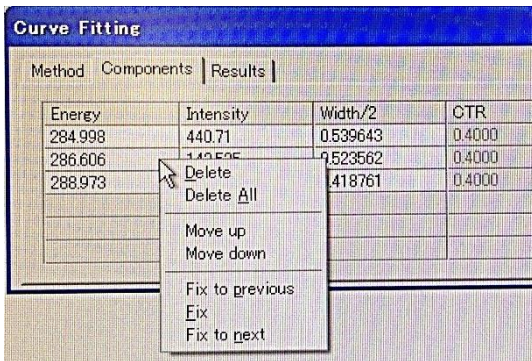 Curve Fitting
Method Components Results
Energy Intensity Width/2 CTR
284.998 440.71 0.539643 0.4000
286.606 0.523562 0.4000
288.973 .418761 0.4000
Delete
Delete All
Move up
Move down
Fix to previous
Fix
Fix to next